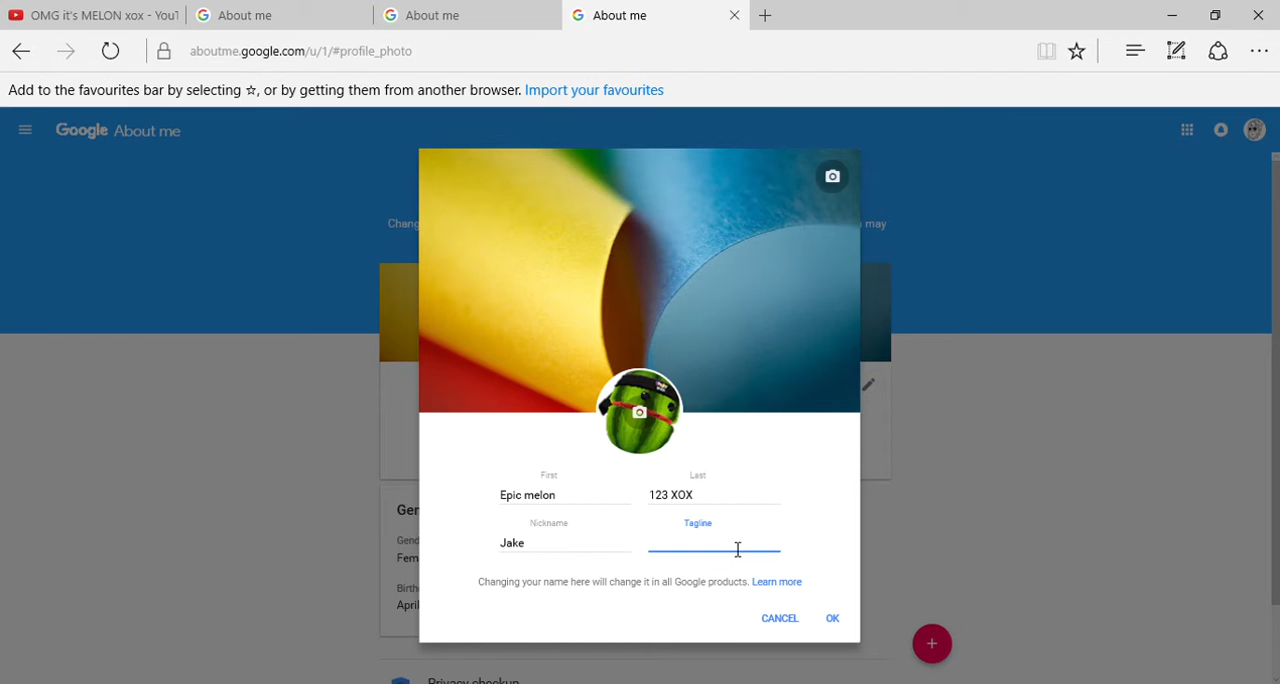 OMG it's MELON xox - YouT
About me
About me
About me
aboutme.google.com/u/1/#profile_photo
Add to the favourites bar by selecting ☆, or by getting them from another browser. Import your favourites
Google About me
Chang
may
First
Last
Epic melon
123 XOX
Nickname
Tagline
Jake
Gen
Gend
Fem
Birth
April
Changing your name here will change it in all Google products. Learn more
CANCEL
OK
+
Privacy checkup